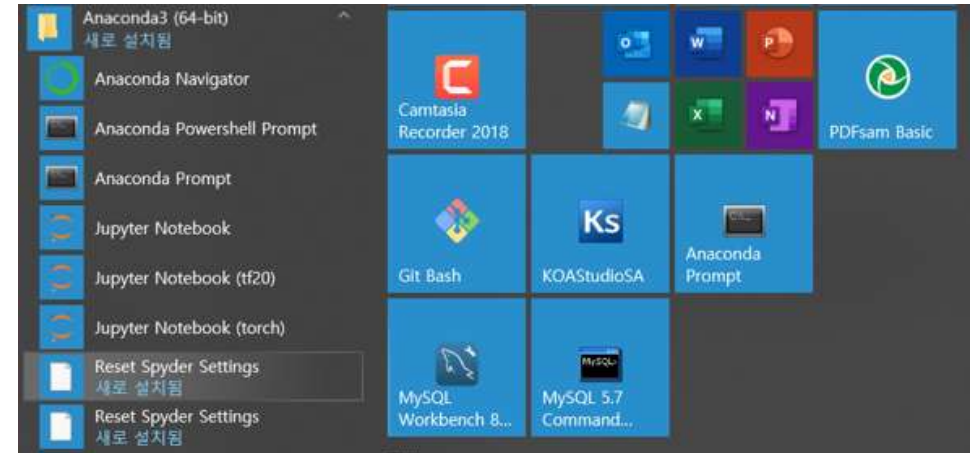 Anaconda3 (64-bit)
새로 설치됨
Anaconda Navigator
Anaconda Powershell Prompt
Anaconda Prompt
Jupyter Notebook
Jupyter Notebook (tf20)
Jupyter Notebook (torch)
Reset Spyder Settings
새로 설치됨
Reset Spyder Settings
새로 설치됨
Camtasia
Recorder 2018
PDFsam Basic
Git Bash
Ks
KOAStudioSA
Anaconda
Prompt
MySQL
Workbench 8...
MySQL
MySQL 5.7
Command...